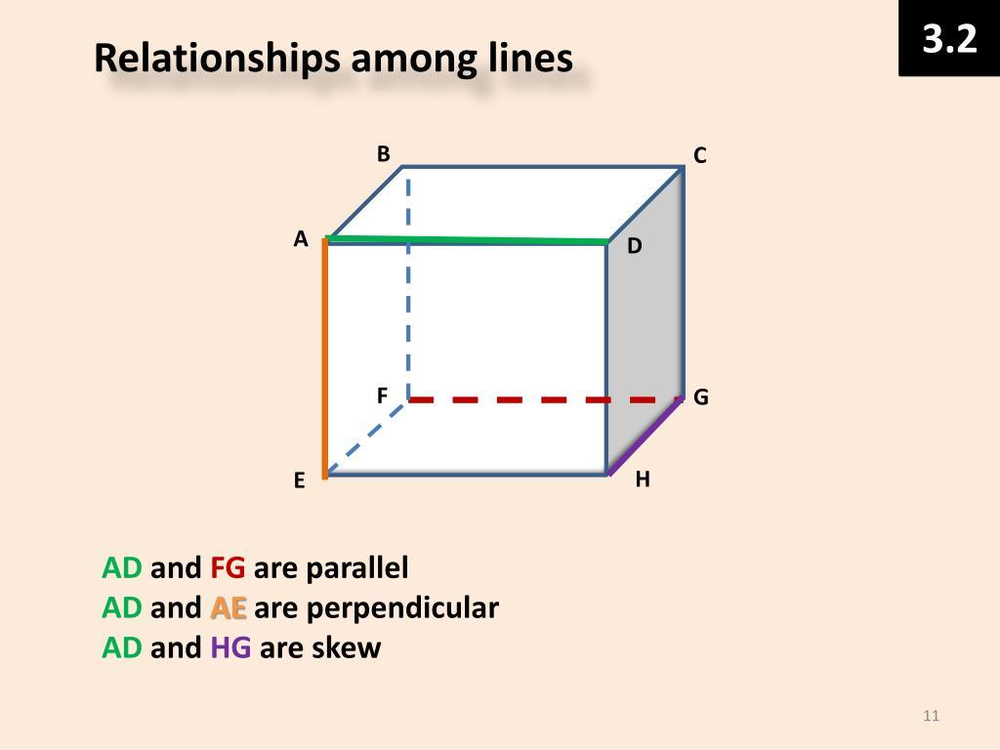 Relationships among lines
3.2
B
C
A
D
F
G
E
H
AD and FG are parallel
AD and AE are perpendicular
AD and HG are skew
11